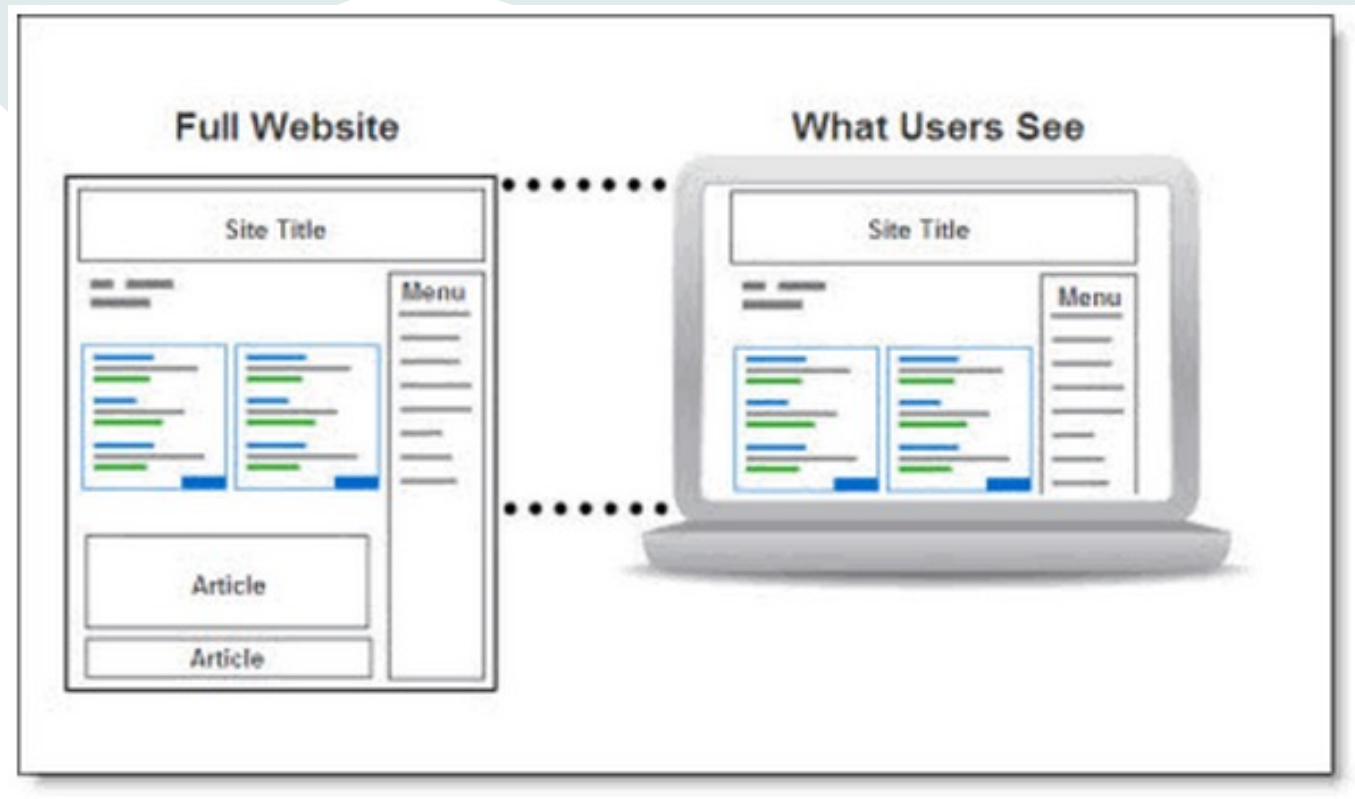 Full Website
What Users See
Site Title
Menu
Article
Article
Site Title
Menu